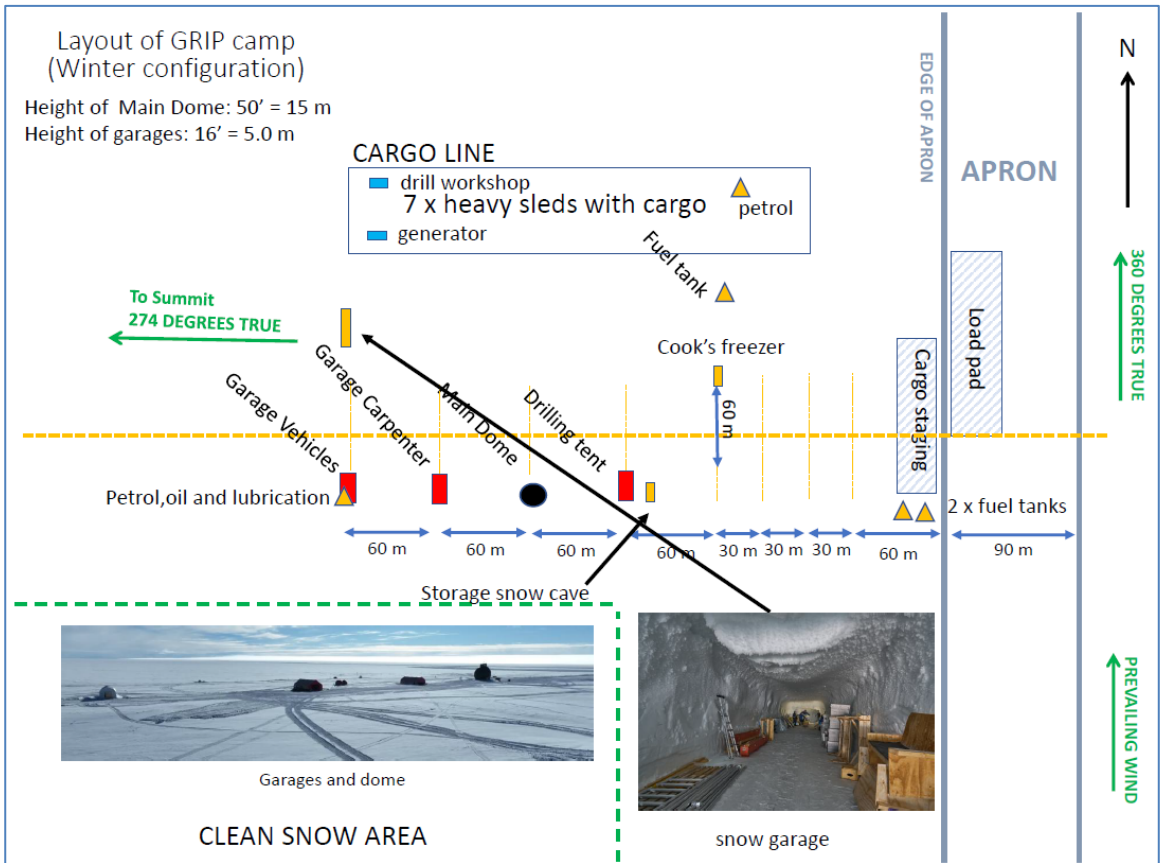 Layout of GRIP camp
(Winter configuration)
Height of Main Dome: 50' = 15 m
Height of garages: 16' = 5.0 m
EDGE OF APRON
APRON
N
CARGO LINE
drill workshop
7 x heavy sleds with cargo
petrol
generator
Fuel tank
To Summit
274 DEGREES TRUE
360 DEGREES TRUE
Load pad
Cargo staging
Cook's freezer
60 m
Garage Vehicles
Garage Carpenter
Main Dome
Drilling tent
Petrol,oil and lubrication
2 x fuel tanks
60 m
60 m
60 m
60 m
30 m
30 m
30 m
60 m
90 m
Storage snow cave
PREVAILING WIND
Garages and dome
CLEAN SNOW AREA
snow garage